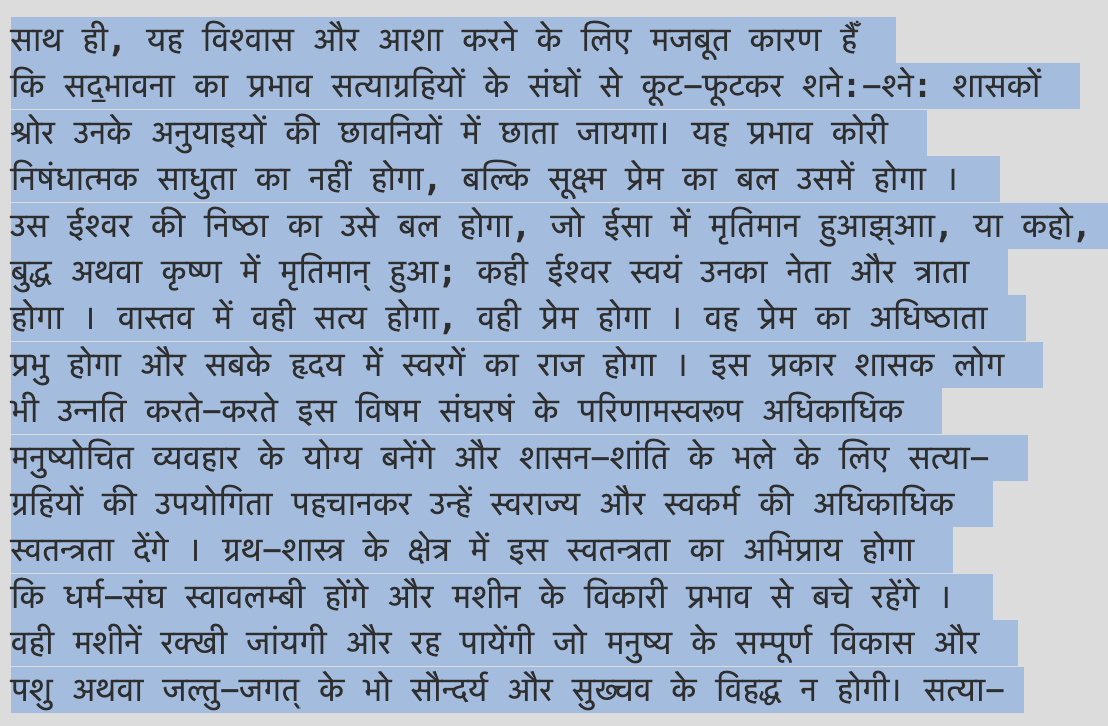 साथ ही, यह विश्वास और आशा करने के लिए मजबूत कारण हैँ
कि सद्भावना का प्रभाव सत्याग्रहियों के संघों से कूट-फूटकर शने:-श्ने: शासकों
श्रोर उनके अनुयाइयों की छावनियों में छाता जायगा। यह प्रभाव कोरी
निषंधात्मक साधुता का नहीं होगा, बल्कि सूक्ष्म प्रेम का बल उसमें होगा ।
उस ईश्वर की निष्ठा का उसे बल होगा, जो ईसा में मृतिमान हुआझ्आा, या कहो,
बुद्ध अथवा कृष्ण में मृतिमान् हुआ; कही ईश्वर स्वयं उनका नेता और त्राता
होगा । वास्तव में वही सत्य होगा, वही प्रेम होगा । वह प्रेम का अधिष्ठाता
प्रभु होगा और सबके हृदय में स्वरगें का राज होगा । इस प्रकार शासक लोग
भी उन्नति करते-करते इस विषम संघरषं के परिणामस्वरूप अधिकाधिक
मनुष्योचित व्यवहार के योग्य बनेंगे और शासन-शांति के भले के लिए सत्या-
ग्रहियों की उपयोगिता पहचानकर उन्हें स्वराज्य और स्वकर्म की अधिकाधिक
स्वतन्त्रता देंगे । ग्रथ-शास्त्र के क्षेत्र में इस स्वतन्त्रता का अभिप्राय होगा
कि धर्म-संघ स्वावलम्बी होंगे और मशीन के विकारी प्रभाव से बचे रहेंगे ।
वही मशीनें रक्खी जांयगी और रह पायेंगी जो मनुष्य के सम्पूर्ण विकास और
पशु अथवा जल्तु-जगत् के भो सौन्दर्य और सुख्चव के विहद्ध न होगी। सत्या-